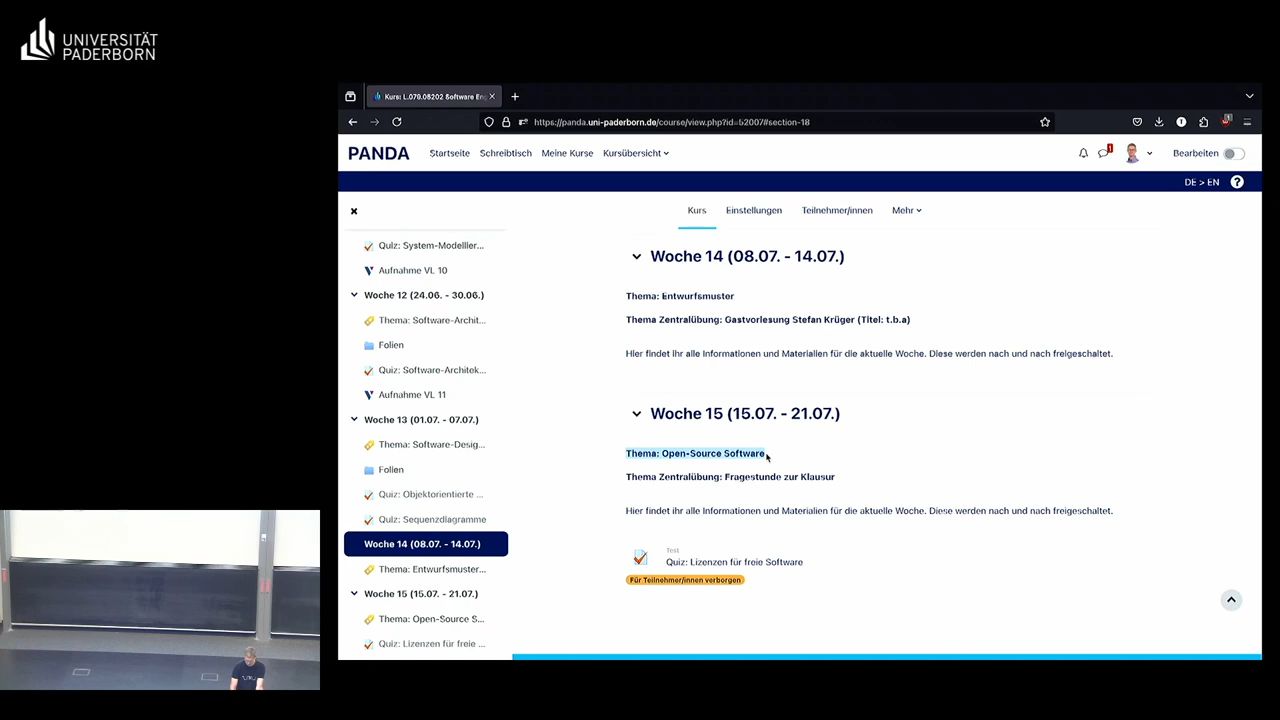 UNIVERSITÄT
PADERBORN
Kurs: L.079.05202 Software Eng
https://panda.uni-paderborn.de/course/view.php?id=52007#section-18
PANDA
Startseite
Schreibtisch
Meine Kurse
Kursübersicht
1
Bearbeiten
DE > EN
Kurs
Einstellungen
Teilnehmer/innen
Mehr
Quiz: System-Modellier...
Aufnahme VL 10
Woche 12 (24.06. - 30.06.)
Thema: Software-Archit...
Folien
Quiz: Software-Architek...
Aufnahme VL 11
Woche 13 (01.07. - 07.07.)
Thema: Software-Desig...
Folien
Quiz: Objektorientierte ...
Quiz: Sequenzdiagramme
Woche 14 (08.07. - 14.07.)
Thema: Entwurfsmuster...
Woche 15 (15.07. - 21.07.)
Thema: Open-Source S...
Quiz: Lizenzen für freie ...
Woche 14 (08.07. - 14.07.)
Thema: Entwurfsmuster
Thema Zentralübung: Gastvorlesung Stefan Krüger (Titel: t.b.a)
Hier findet ihr alle Informationen und Materialien für die aktuelle Woche. Diese werden nach und nach freigeschaltet.
Woche 15 (15.07. - 21.07.)
Thema: Open-Source Software
Thema Zentralübung: Fragestunde zur Klausur
Hier findet ihr alle Informationen und Materialien für die aktuelle Woche. Diese werden nach und nach freigeschaltet.
Test
Quiz: Lizenzen für freie Software
Für Teilnehmer/innen verborgen